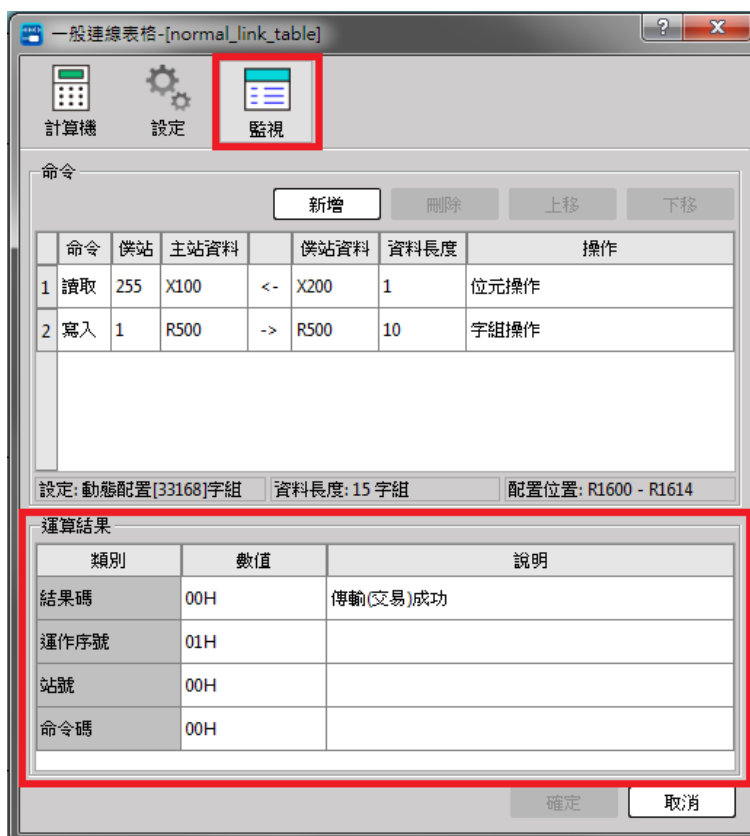 一般連線表格-[normal_link_table]
計算機 設定 監視
命令
新增 刪除 上移 下移
命令 僕站 主站資料 僕站資料 資料長度 操作
1 讀取 255 X100 <- X200 1 位元操作
2 寫入 1 R500 -> R500 10 字組操作
設定: 動態配置[33168]字組 資料長度: 15 字組 配置位置: R1600 - R1614
運算結果
類別 數值 說明
結果碼 00H 傳輸(交易)成功
運作序號 01H
站號 00H
命令碼 00H
確定 取消